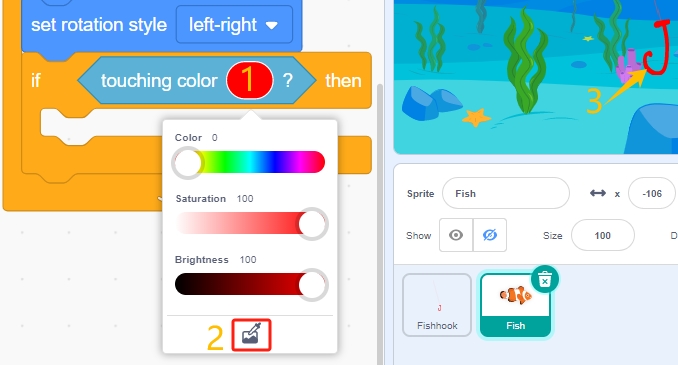 set rotation style left-right
if touching color 1 ? then
Color 0
Saturation 100
Brightness 100
2
3
Sprite Fish x -106
Show Size 100 D
Fishhook Fish